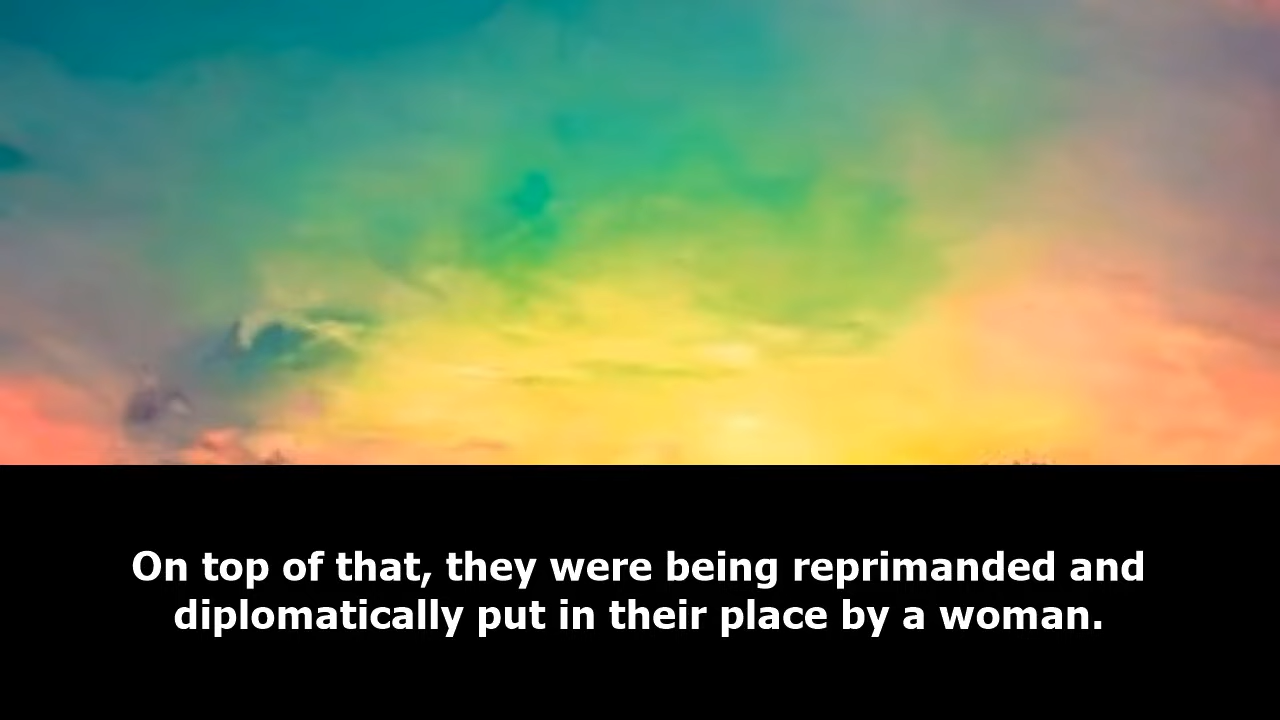 On top of that, they were being reprimanded and
diplomatically put in their place by a woman.